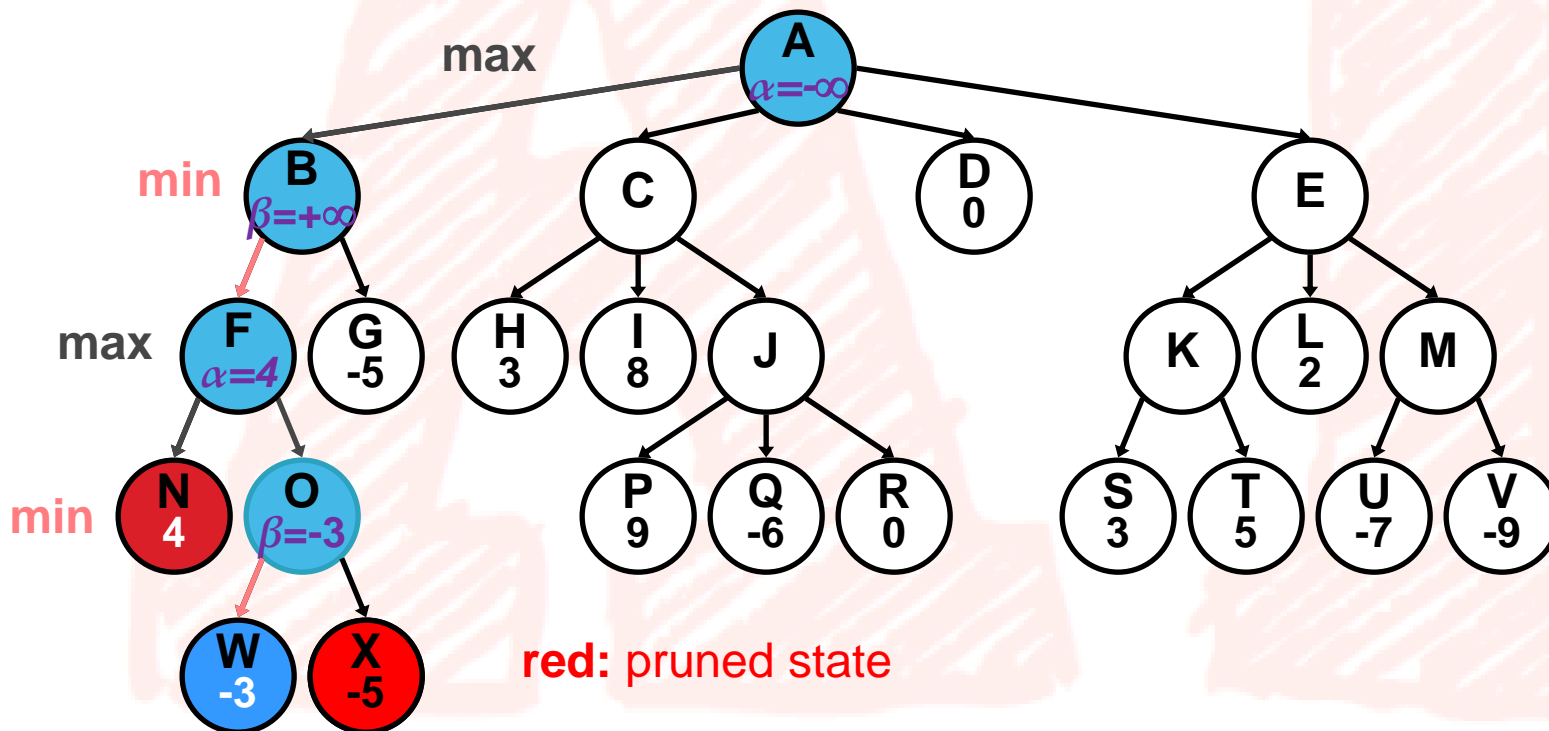 max
A
α=-∞
min
B
β=+∞
C
D
0
E
max
F
α=4
G
-5
H
3
I
8
J
K
L
2
M
min
N
4
O
β=-3
P
9
Q
-6
R
0
S
3
T
5
U
-7
V
-9
W
-3
X
-5
red: pruned state